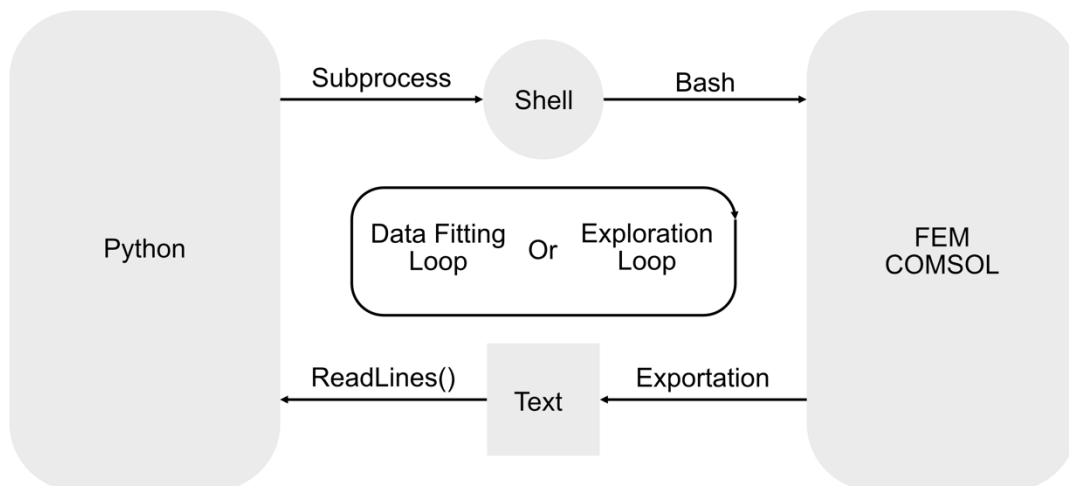 Subprocess
Shell
Bash
Python
Data Fitting
Loop
Or
Exploration
Loop
FEM
COMSOL
ReadLines()
Text
Exportation